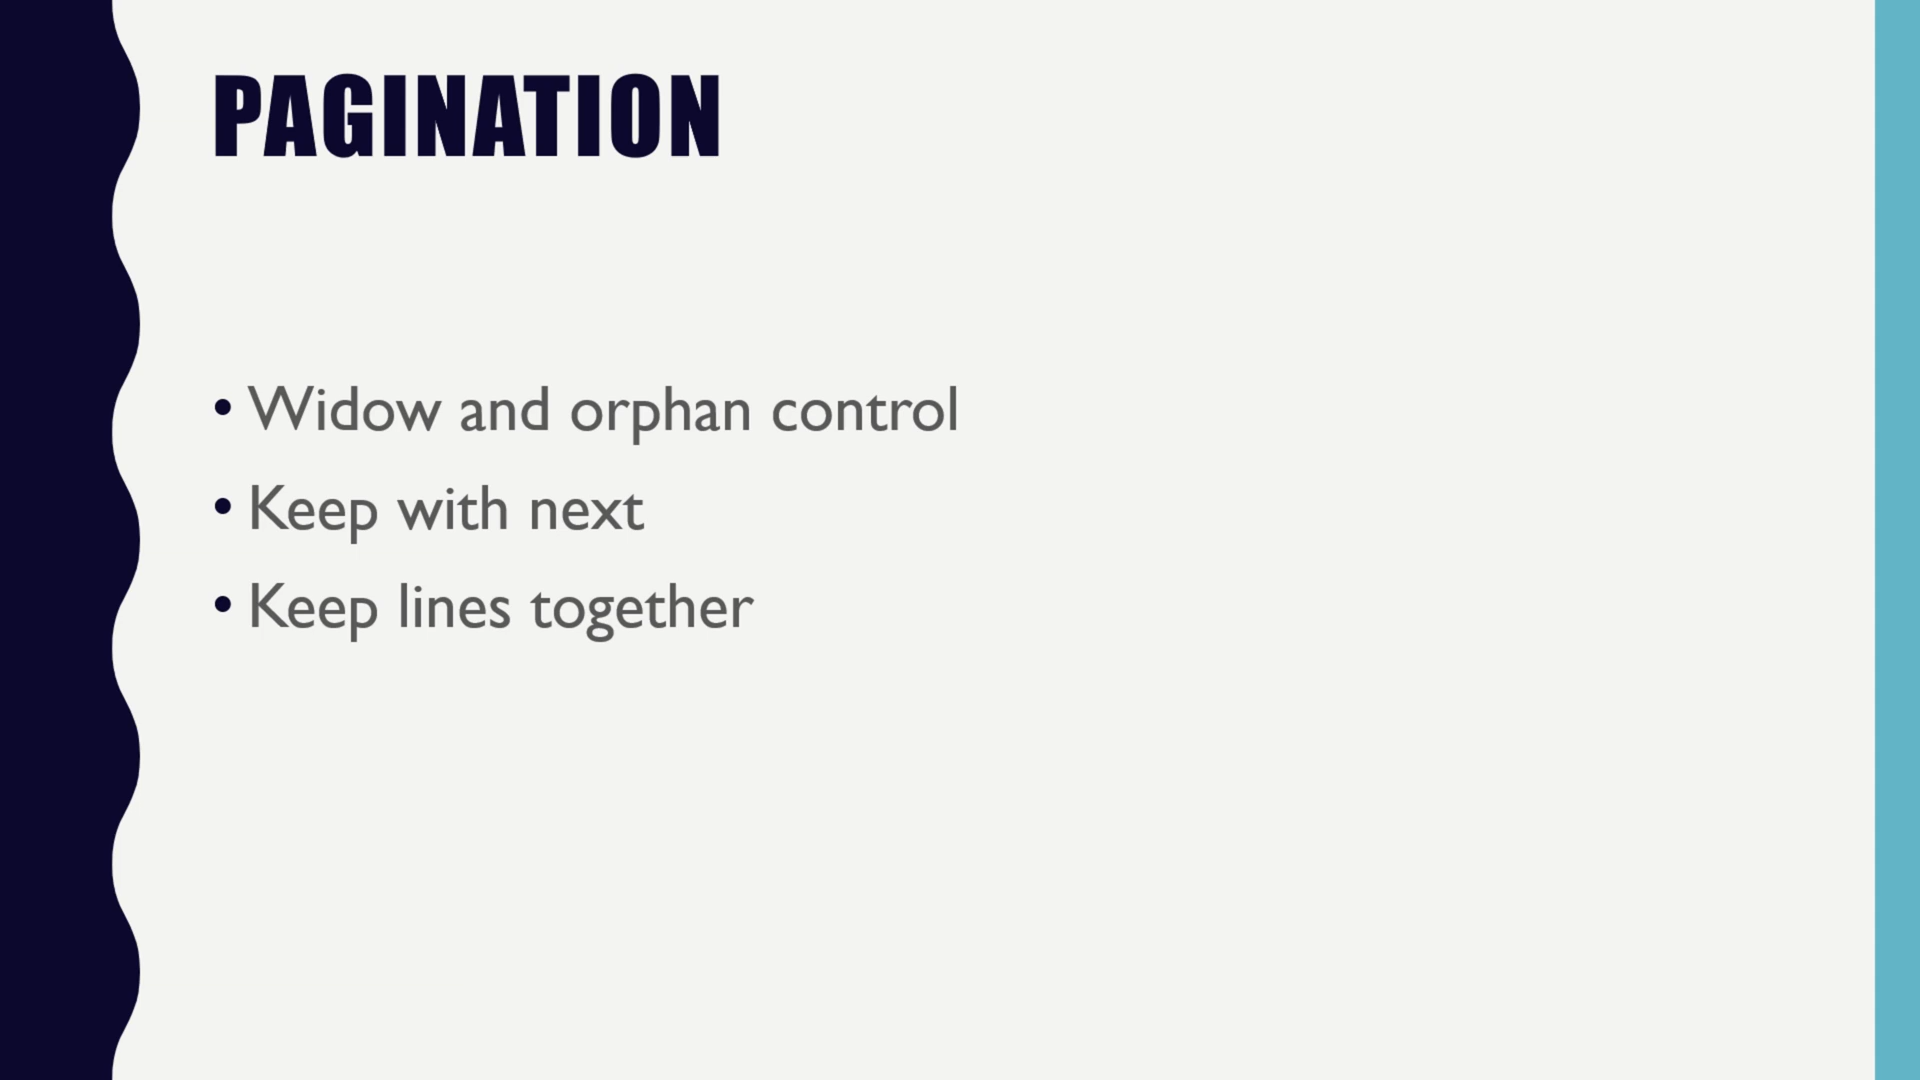 PAGINATION
• Widow and orphan control
• Keep with next
• Keep lines together